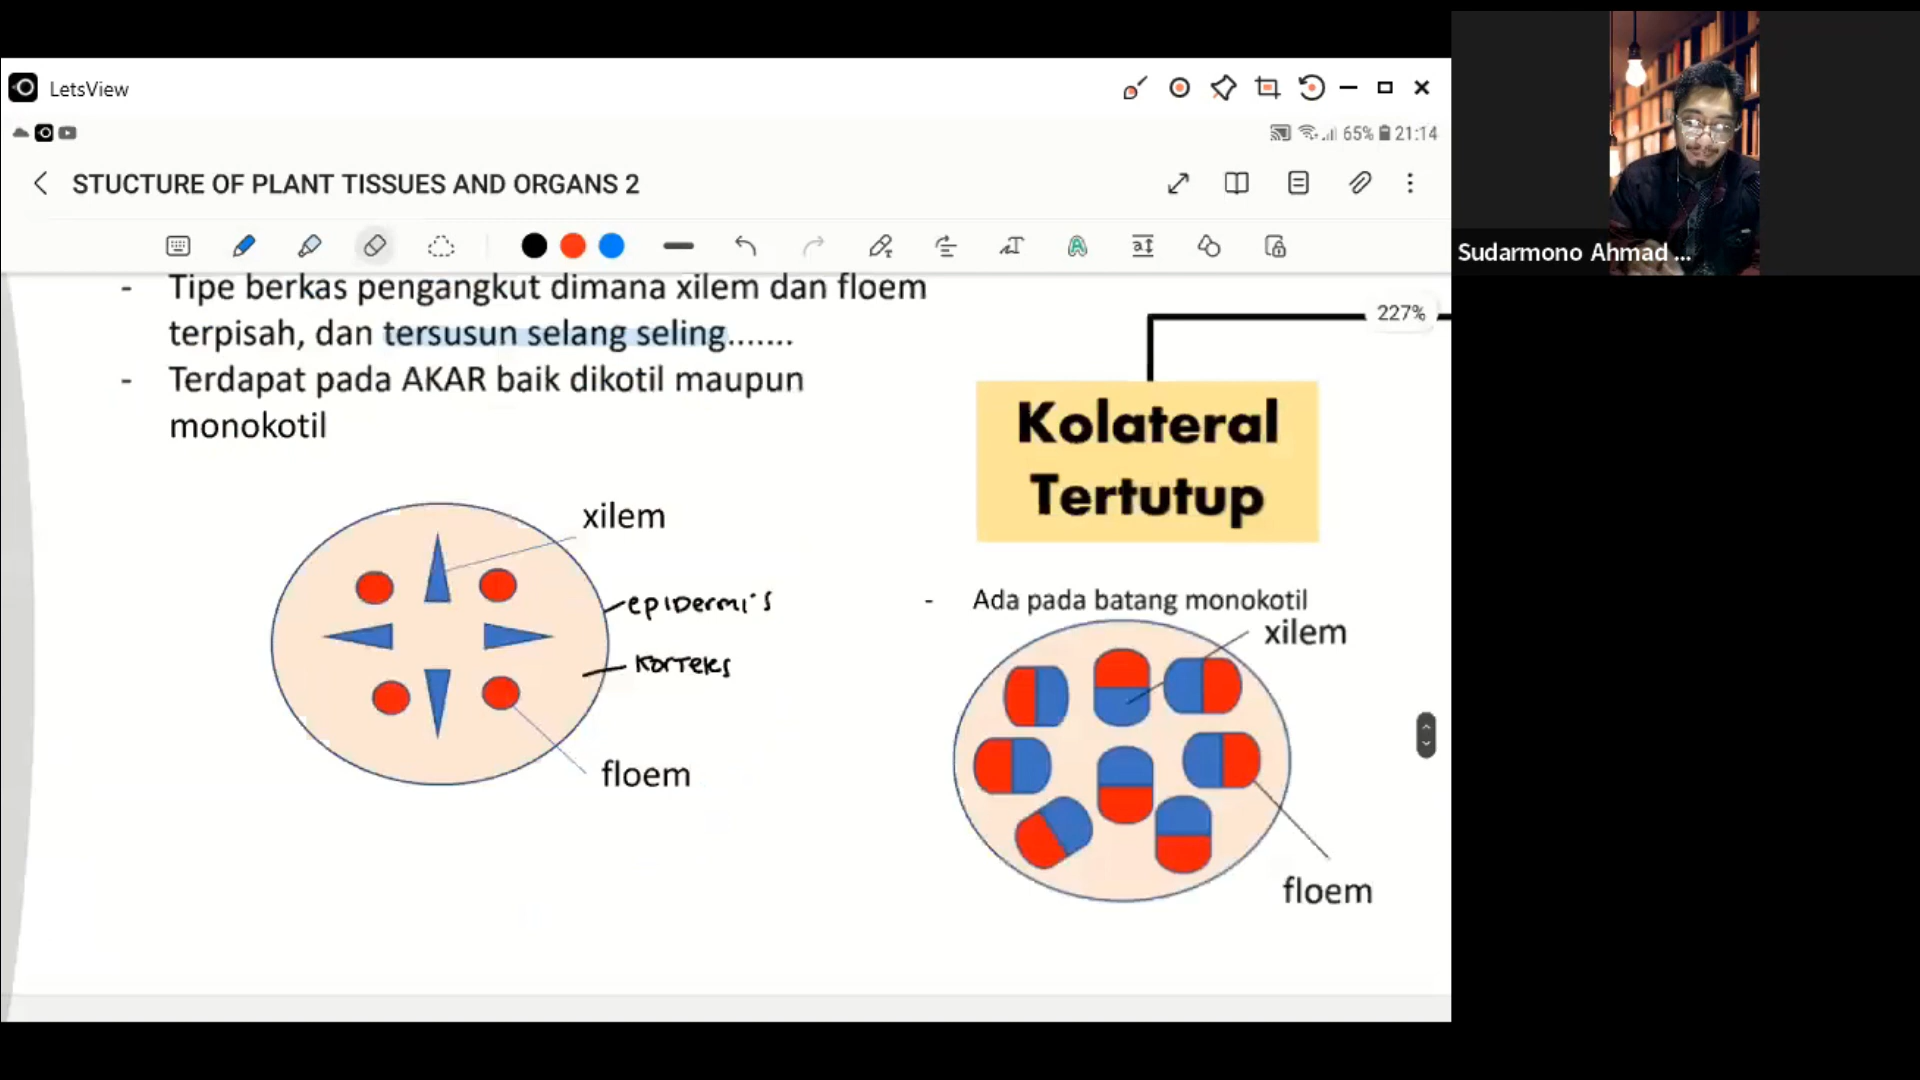 LetsView
65% 21:14
STUCTURE OF PLANT TISSUES AND ORGANS 2
- Tipe berkas pengangkut dimana xilem dan floem
terpisah, dan tersusun selang seling.......
- Terdapat pada AKAR baik dikotil maupun
monokotil
xilem
epidermis
Korteks
floem
227%
Kolateral
Tertutup
- Ada pada batang monokotil
xilem
floem
Sudarmono Ahmad ...